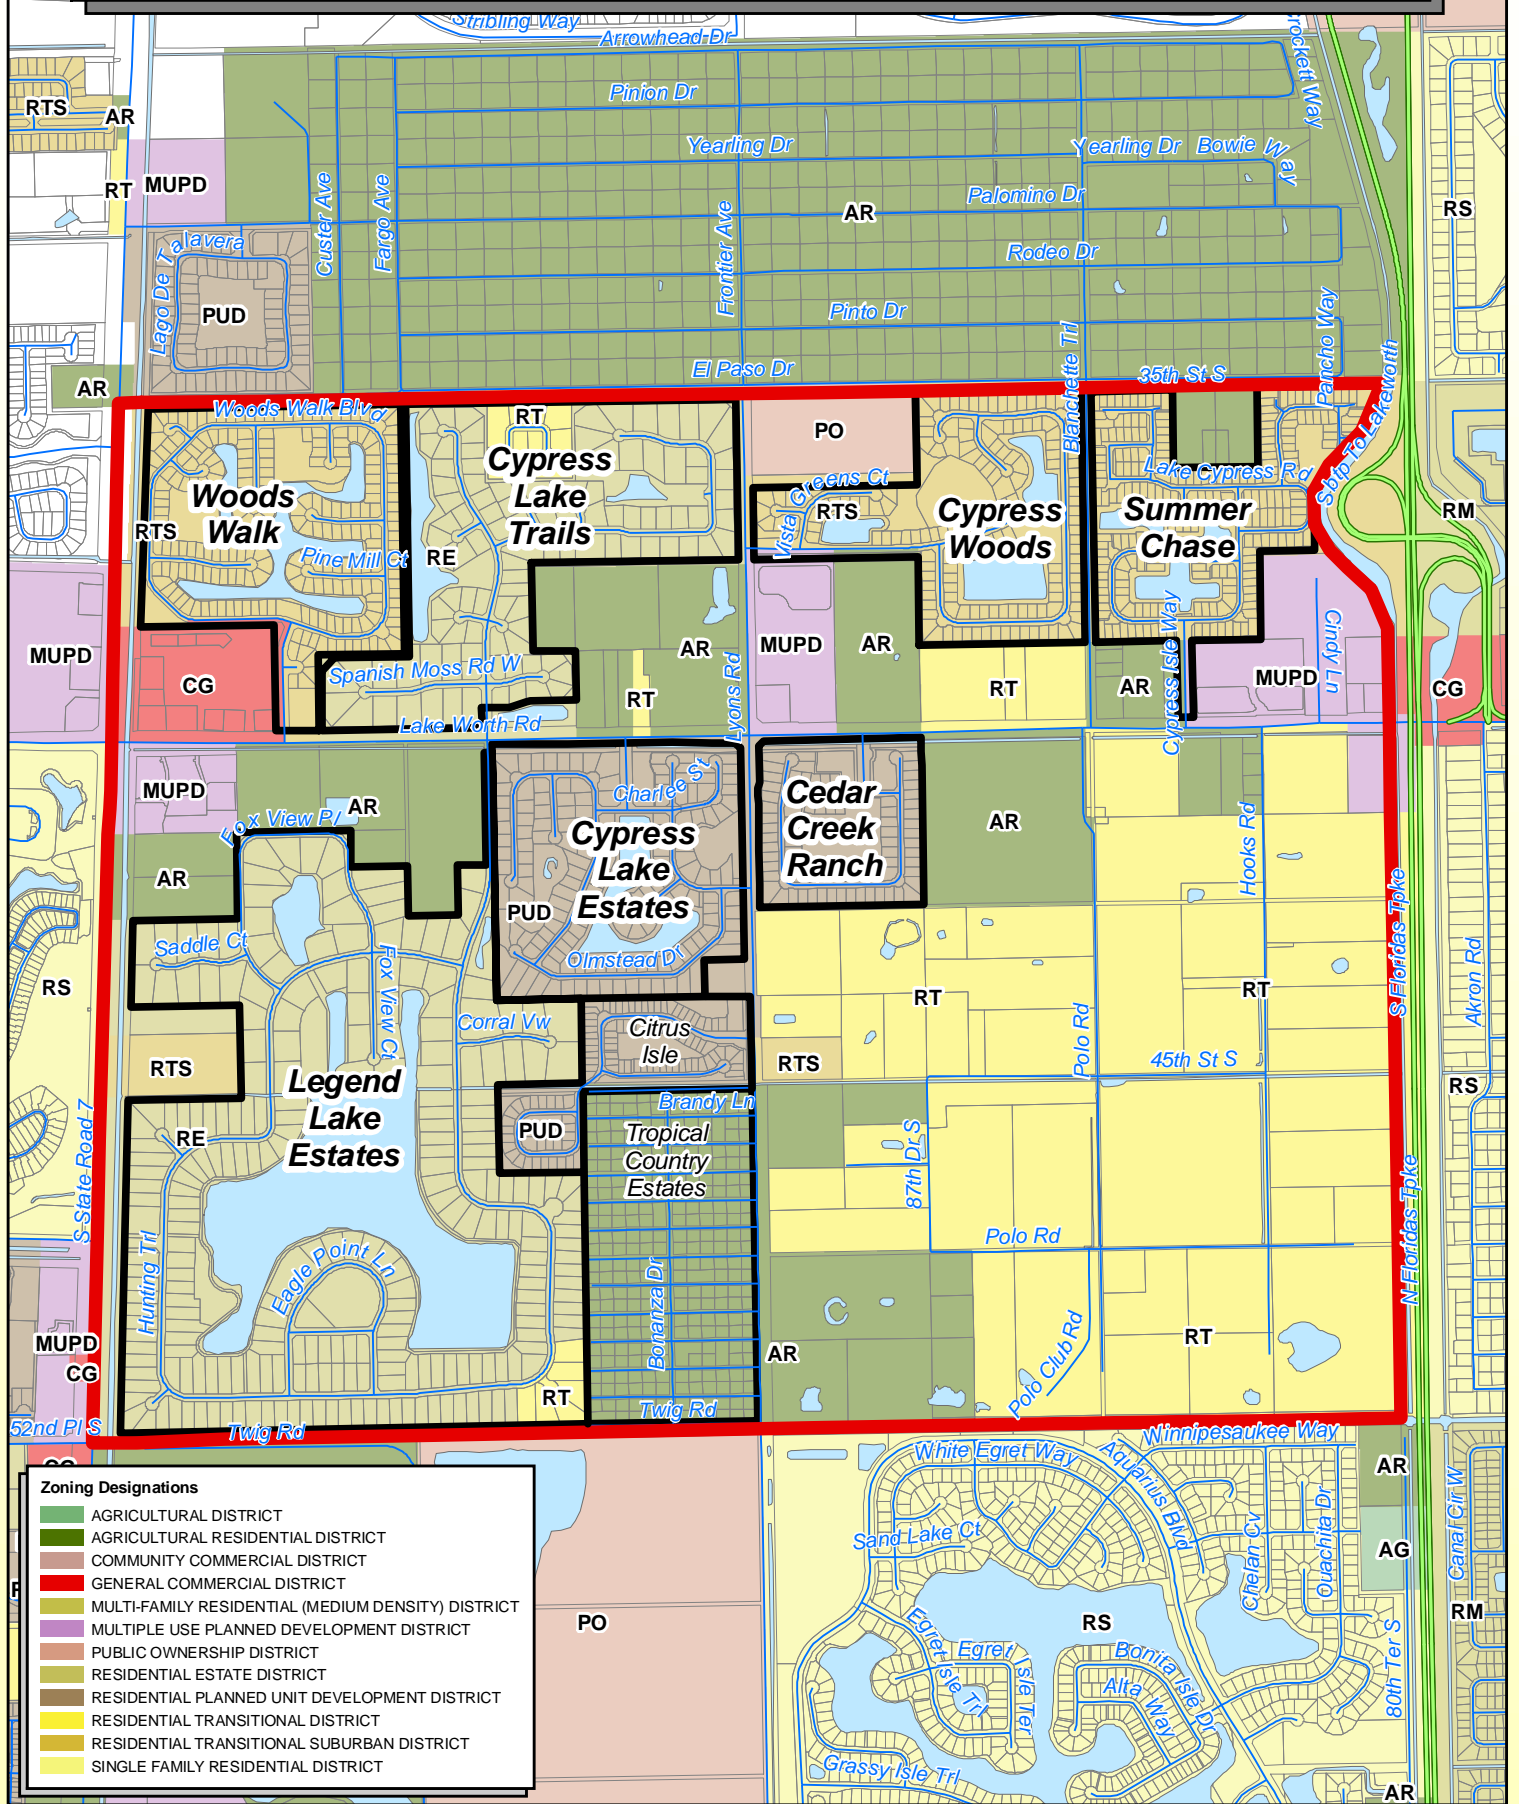 Stribling Way
Arrowhead Dr
Crockett Way
RTS
AR
Pinion Dr
Yearling Dr
Yearling Dr
Bowie Way
RT
MUPD
Custer Ave
Fargo Ave
Frontier Ave
AR
Palomino Dr
RS
Lago De Talavera
PUD
Rodeo Dr
Pinto Dr
Pancho Way
AR
El Paso Dr
Blanchette Trl
35th St S
S bfp To Lakeworth
Woods Walk Blvd
RT
PO
Cypress
Lake
Trails
Woods
Walk
RTS
Pine Mill Ct
RE
Vista Greens Ct
RTS
Cypress
Woods
Lake Cypress Rd
Summer
Chase
RM
MUPD
CG
Spanish Moss Rd W
AR
RT
Lyons Rd
MUPD
AR
RT
AR
Cypress Isle Way
MUPD
Cindy Ln
CG
Lake Worth Rd
MUPD
Fox View Pl
AR
Charlee St
Cypress
Lake
Estates
PUD
Olmstead Dr
Cedar
Creek
Ranch
AR
Hooks Rd
AR
Saddle Ct
Fox View Ct
RS
S Floridas Tpke
Akron Rd
RT
RT
Corral Vw
Citrus
Isle
RTS
RTS
Polo Rd
45th St S
RS
Legend
Lake
Estates
RE
PUD
Brandy Ln
Tropical
Country
Estates
87th Dr S
S State Road 7
Hunting Trl
Eagle Point Ln
Bonanza Dr
Polo Rd
N Floridas Tpke
MUPD
CG
RT
AR
Polo Club Rd
RT
52nd Pl S
Twig Rd
Twig Rd
Winnipesaukee Way
White Egret Way
Aquarius Blvd
AR
Sand Lake Ct
Chelan Cv
Ouachita Dr
AG
Canal Cir W
PO
RS
RM
Egret Isle Trl
Egret Isle Ter
Bonita Isle Dr
Alta Way
80th Ter S
Grassy Isle Trl
AR
Zoning Designations
AGRICULTURAL DISTRICT
AGRICULTURAL RESIDENTIAL DISTRICT
COMMUNITY COMMERCIAL DISTRICT
GENERAL COMMERCIAL DISTRICT
MULTI-FAMILY RESIDENTIAL (MEDIUM DENSITY) DISTRICT
MULTIPLE USE PLANNED DEVELOPMENT DISTRICT
PUBLIC OWNERSHIP DISTRICT
RESIDENTIAL ESTATE DISTRICT
RESIDENTIAL PLANNED UNIT DEVELOPMENT DISTRICT
RESIDENTIAL TRANSITIONAL DISTRICT
RESIDENTIAL TRANSITIONAL SUBURBAN DISTRICT
SINGLE FAMILY RESIDENTIAL DISTRICT